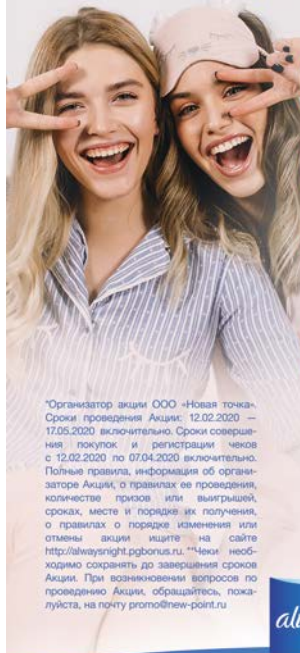 *Организатор акции ООО «Новая точка».
Сроки проведения Акции: 12.02.2020 —
17.05.2020 включительно. Сроки соверше-
ния покупок и регистрации чеков
с 12.02.2020 по 07.04.2020 включительно.
Полные правила, информация об органи-
заторе Акции, о правилах ее проведения,
количестве призов или выигрышей,
сроках, месте и порядке их получения,
о правилах о порядке изменения или
отмены акции ищите на сайте
http://alwaysnight.pgbonus.ru. **Чеки необ-
ходимо сохранять до завершения сроков
Акции. При возникновении вопросов по
проведению Акции, обращайтесь, пожа-
луйста, на почту promo@new-point.ru